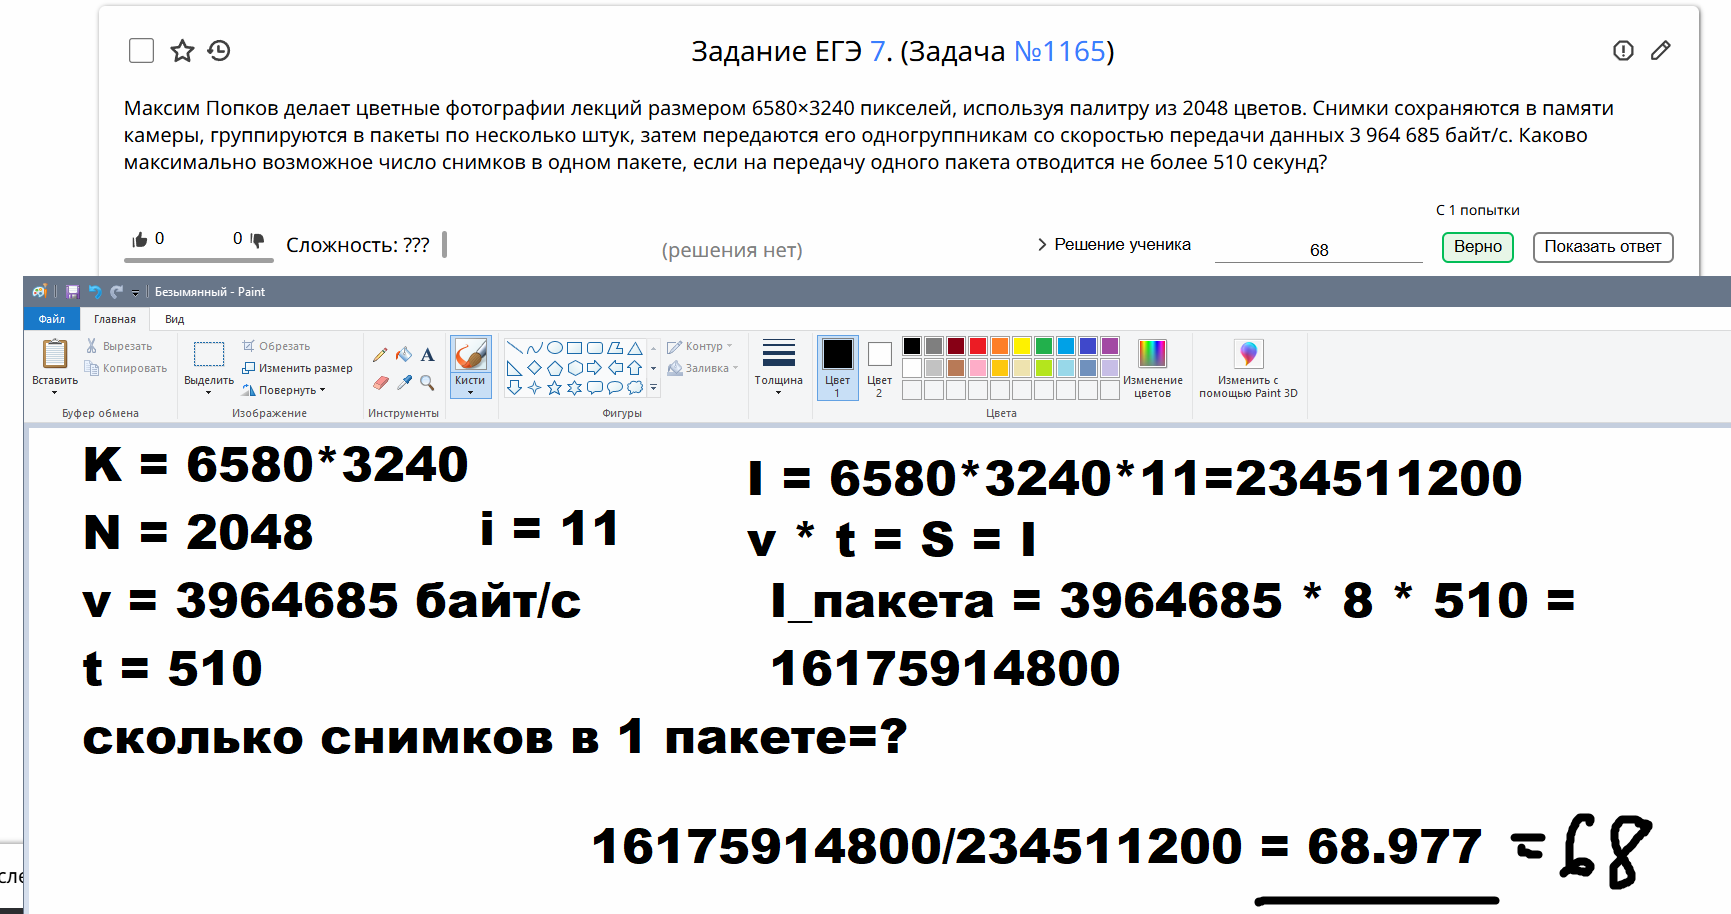 Задание ЕГЭ 7. (Задача №1165)
Максим Попков делает цветные фотографии лекций размером 6580×3240 пикселей, используя палитру из 2048 цветов. Снимки сохраняются в памяти
камеры, группируются в пакеты по несколько штук, затем передаются его одногруппникам со скоростью передачи данных 3 964 685 байт/с. Каково
максимально возможное число снимков в одном пакете, если на передачу одного пакета отводится не более 510 секунд?
С 1 попытки
0 0 Сложность: ??? (решения нет) Решение ученика 68 Верно Показать ответ
Безымянный - Paint
Файл Главная Вид
Вставить Вырезать Копировать Буфер обмена
Выделить Обрезать Изменить размер Повернуть Изображение
A Инструменты
Кисти
Контур Заливка Фигуры
Толщина
Цвет 1 Цвет 2 Изменение цветов Цвета
Изменить с помощью Paint 3D
K = 6580*3240
N = 2048 i = 11
v = 3964685 байт/с
t = 510
сколько снимков в 1 пакете=?
I = 6580*3240*11=234511200
v * t = S = I
I_пакета = 3964685 * 8 * 510 =
16175914800
16175914800/234511200 = 68.977 = 68
сле